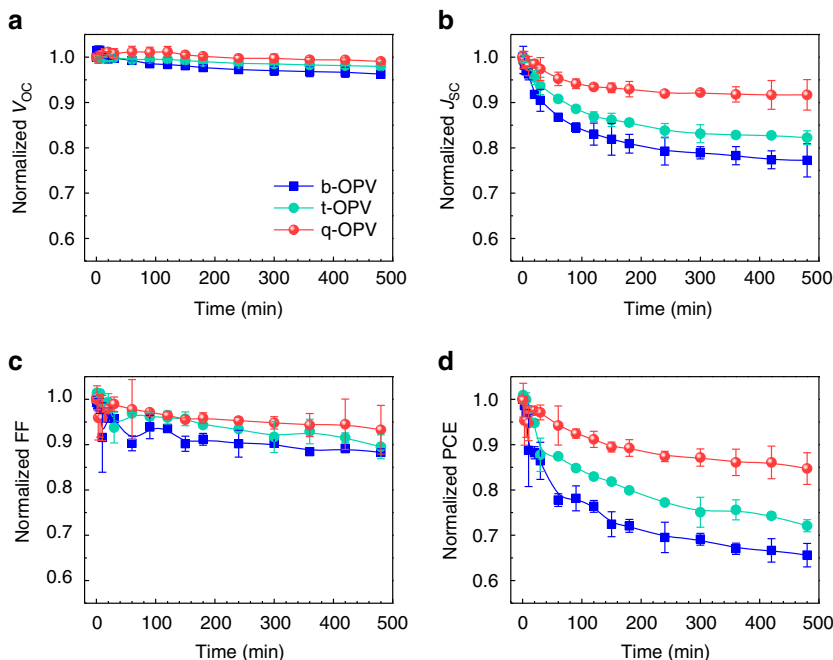 a
Normalized VOC
1.0
0.9
0.8
0.7
0.6
b-OPV
t-OPV
q-OPV
0 100 200 300 400 500
Time (min)
b
Normalized JSC
1.0
0.9
0.8
0.7
0.6
0 100 200 300 400 500
Time (min)
c
Normalized FF
1.0
0.9
0.8
0.7
0.6
0 100 200 300 400 500
Time (min)
d
Normalized PCE
1.0
0.9
0.8
0.7
0.6
0 100 200 300 400 500
Time (min)